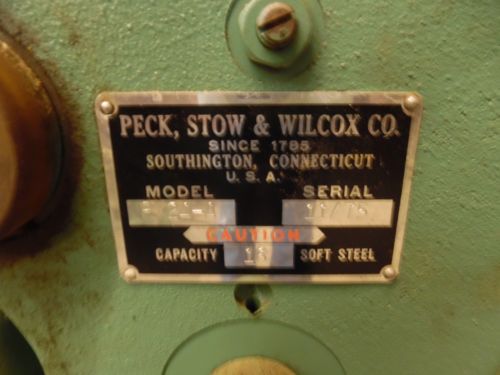 PECK, STOW & WILCOX CO.
SINCE 1785
SOUTHINGTON, CONNECTICUT
U.S.A.
MODEL SERIAL
CAUTION
CAPACITY SOFT STEEL